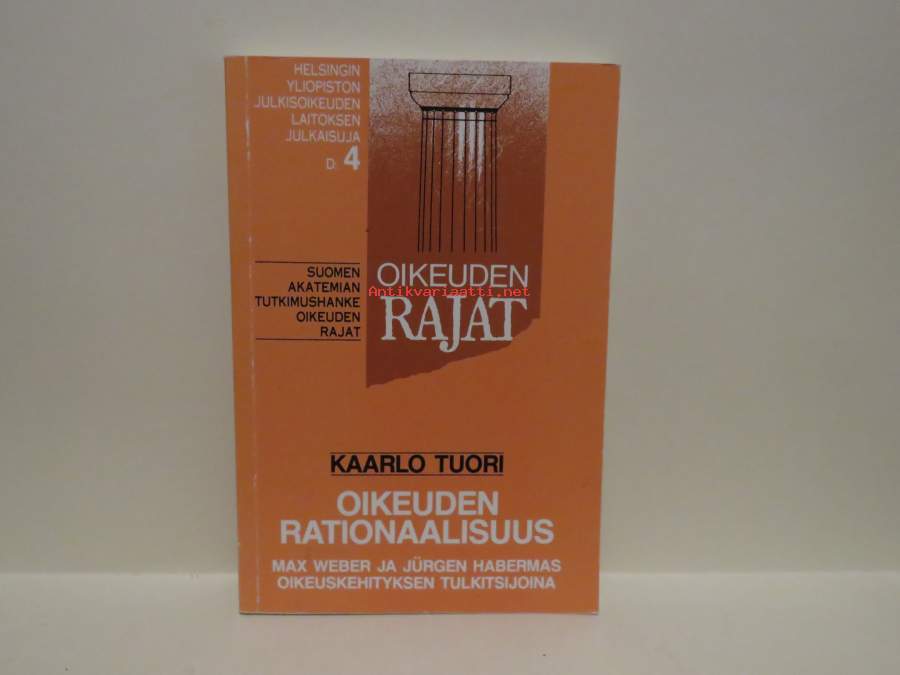 HELSINGIN
YLIOPISTON
JULKISOIKEUDEN
LAITOKSEN
JULKAISUJA
D: 4
SUOMEN
AKATEMIAN
TUTKIMUSHANKE
OIKEUDEN
RAJAT
OIKEUDEN
Antikvariaatti.net
RAJAT
KAARLO TUORI
OIKEUDEN
RATIONAALISUUS
MAX WEBER JA JÜRGEN HABERMAS
OIKEUSKEHITYKSEN TULKITSIJOINA